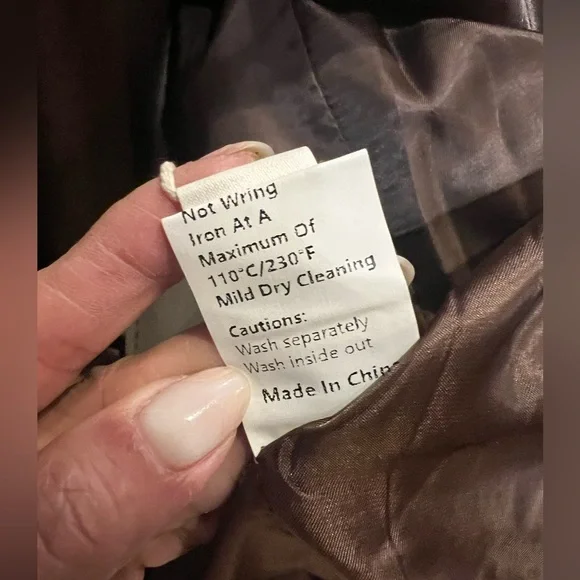 Not Wring
Iron At A
Maximum Of
110°C/230°F
Mild Dry Cleaning
Cautions:
Wash separately
Wash inside out
Made In China